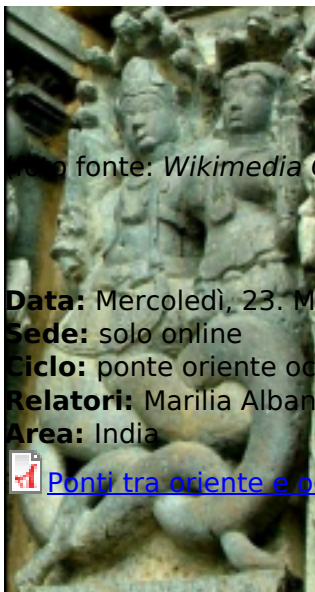 fonte: Wikimedia
Data: Mercoledì, 23. M
Sede: solo online
Ciclo: ponte oriente oc
Relatori: Marilia Alban
Area: India
Ponti tra oriente e o